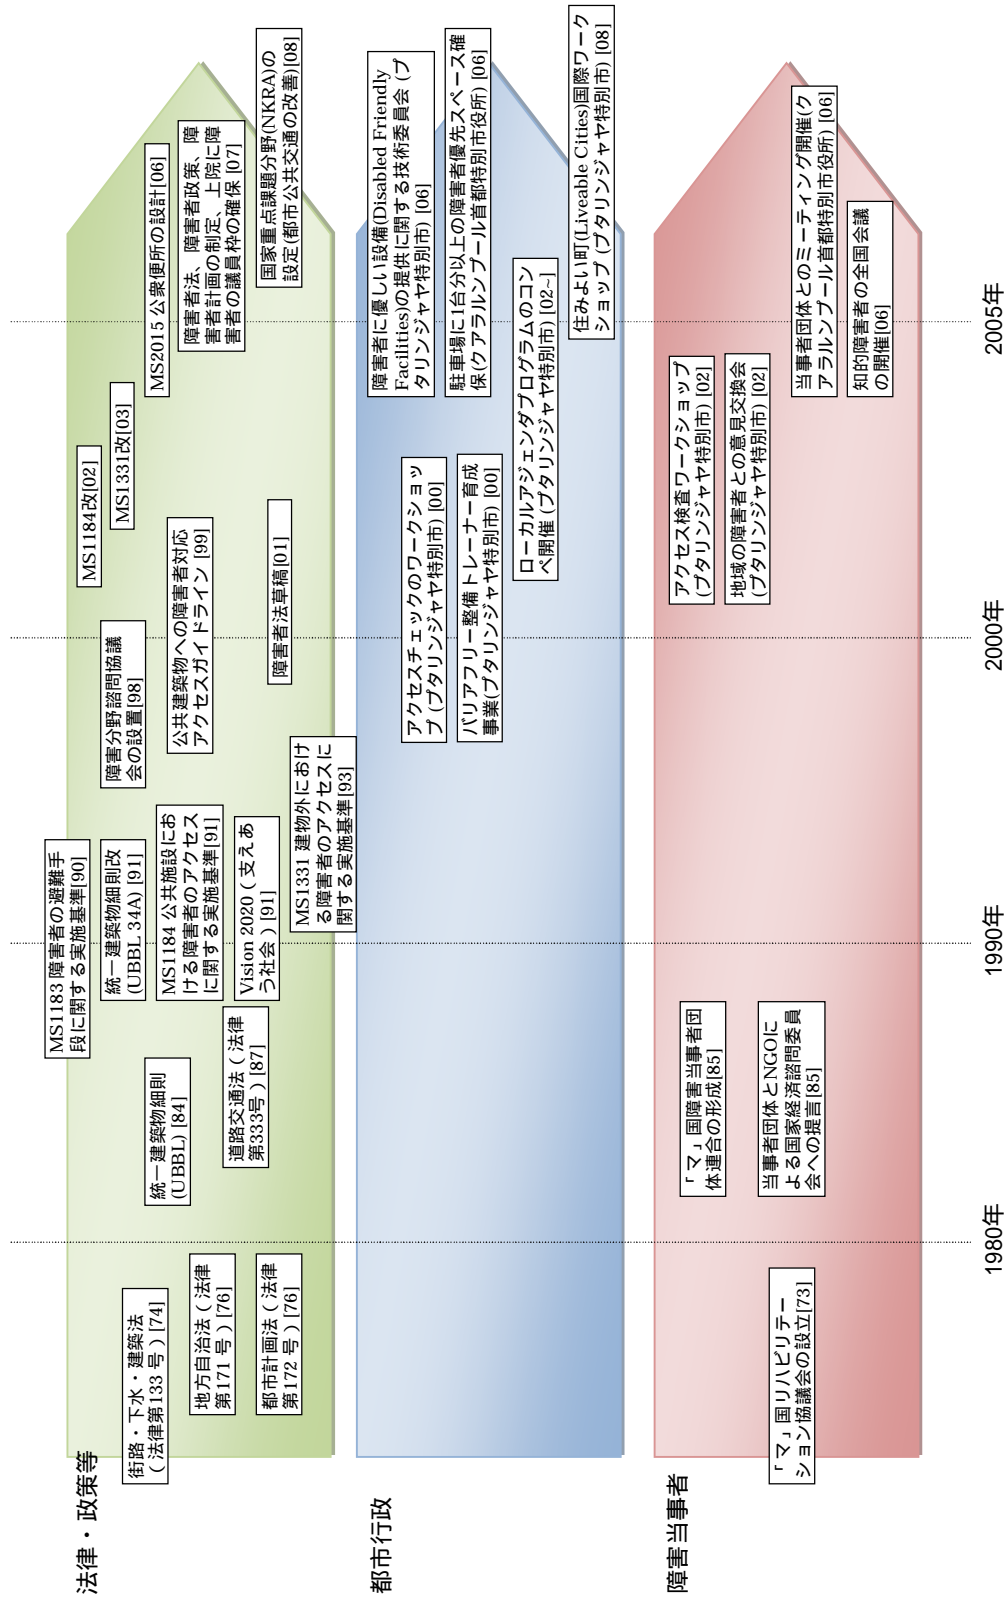 法律・政策等
街路・下水・建築法
（法律第133 号）[74]
地方自治法（法律
第171 号）[76]
都市計画法（法律
第172 号）[76]
統一建築物細則
(UBBL) [84]
道路交通法（法律
第333号）[87]
MS1183 障害者の避難手
段に関する実施基準[90]
統一建築物細則改
(UBBL 34A) [91]
MS1184 公共施設にお
ける障害者のアクセス
に関する実施基準[91]
Vision 2020（支えあ
う社会）[91]
MS1331 建物外におけ
る障害者のアクセスに
関する実施基準[93]
障害分野諮問協議
会の設置[98]
公共建築物への障害者対応
アクセスガイドライン [99]
障害者法草稿[01]
MS1184改[02]
MS1331改[03]
MS2015 公衆便所の設計[06]
障害者法、障害者政策、障
害者計画の制定、上院に障
害者の議員枠の確保 [07]
国家重点課題分野(NKRA)の
設定(都市公共交通の改善)[08]
都市行政
アクセスチェックのワークショッ
プ (プタリンジャヤ特別市) [00]
バリアフリー整備トレーナー育成
事業(プタリンジャヤ特別市) [00]
ローカルアジェンダプログラムのコン
ペ開催 (プタリンジャヤ特別市) [02~]
障害者に優しい設備(Disabled Friendly
Facilities)の提供に関する技術委員会 (プ
タリンジャヤ特別市) [06]
駐車場に1台分以上の障害者優先スペース確
保(ケアラルンプール首都特別市役所) [06]
住みよい町(Liveable Cities)国際ワーク
ショップ (プタリンジャヤ特別市) [08]
障害当事者
「マ」国リハビリテー
ション協議会の設立[73]
「マ」国障害当事者団
体連合の形成[85]
当事者団体とNGOに
よる国家経済諮問委員
会への提言[85]
アクセス検査ワークショップ
(プタリンジャヤ特別市) [02]
地域の障害者との意見交換会
(プタリンジャヤ特別市) [02]
当事者団体とのミーティング開催(ク
アラルンプール首都特別市役所) [06]
知的障害者の全国会議
の開催[06]
1980年
1990年
2000年
2005年